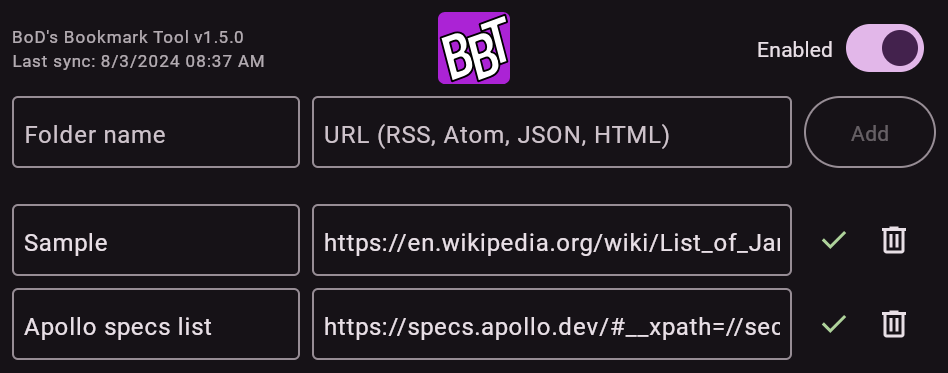 BoD's Bookmark Tool v1.5.0
Last sync: 8/3/2024 08:37 AM
BBT
Enabled
Folder name
URL (RSS, Atom, JSON, HTML)
Add
Sample
https://en.wikipedia.org/wiki/List_of_Jar
Apollo specs list
https://specs.apollo.dev/#__xpath=//sec